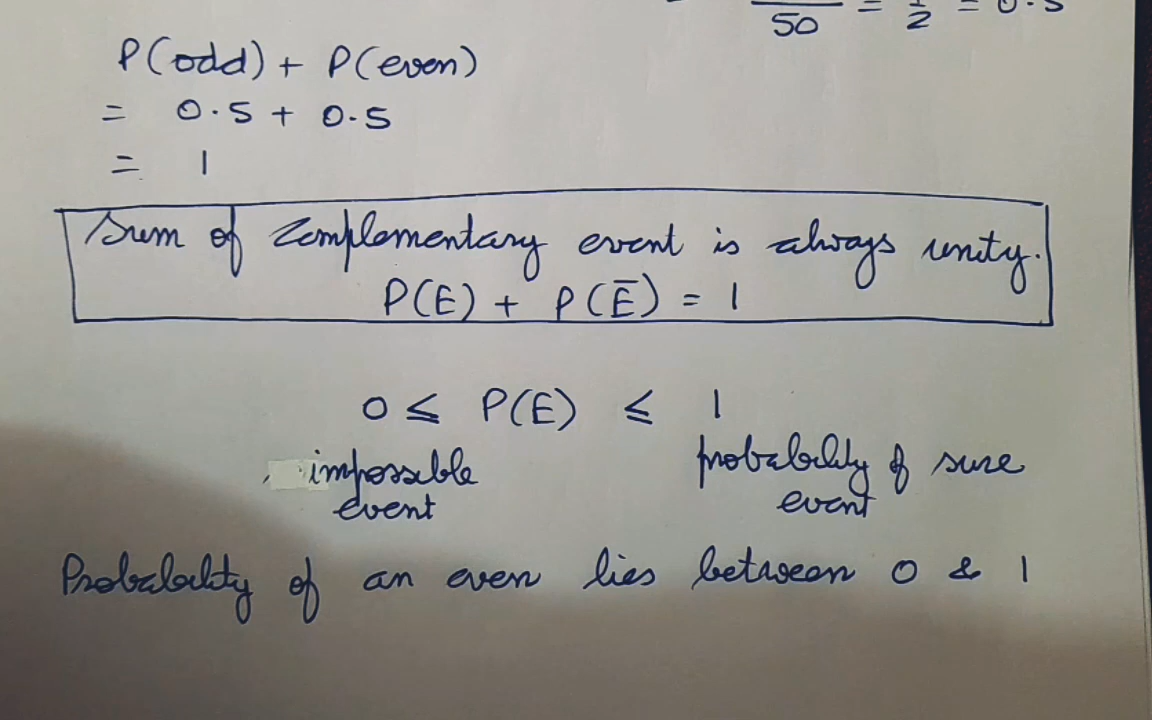 50 = 1/2 = 0.5
P(odd) + P(even)
= 0.5 + 0.5
= 1
Sum of Complementary event is always unity.
P(E) + P(Ē) = 1
0 ≤ P(E) ≤ 1
impossible event
probability of sure event
Probability of an even lies between 0 & 1